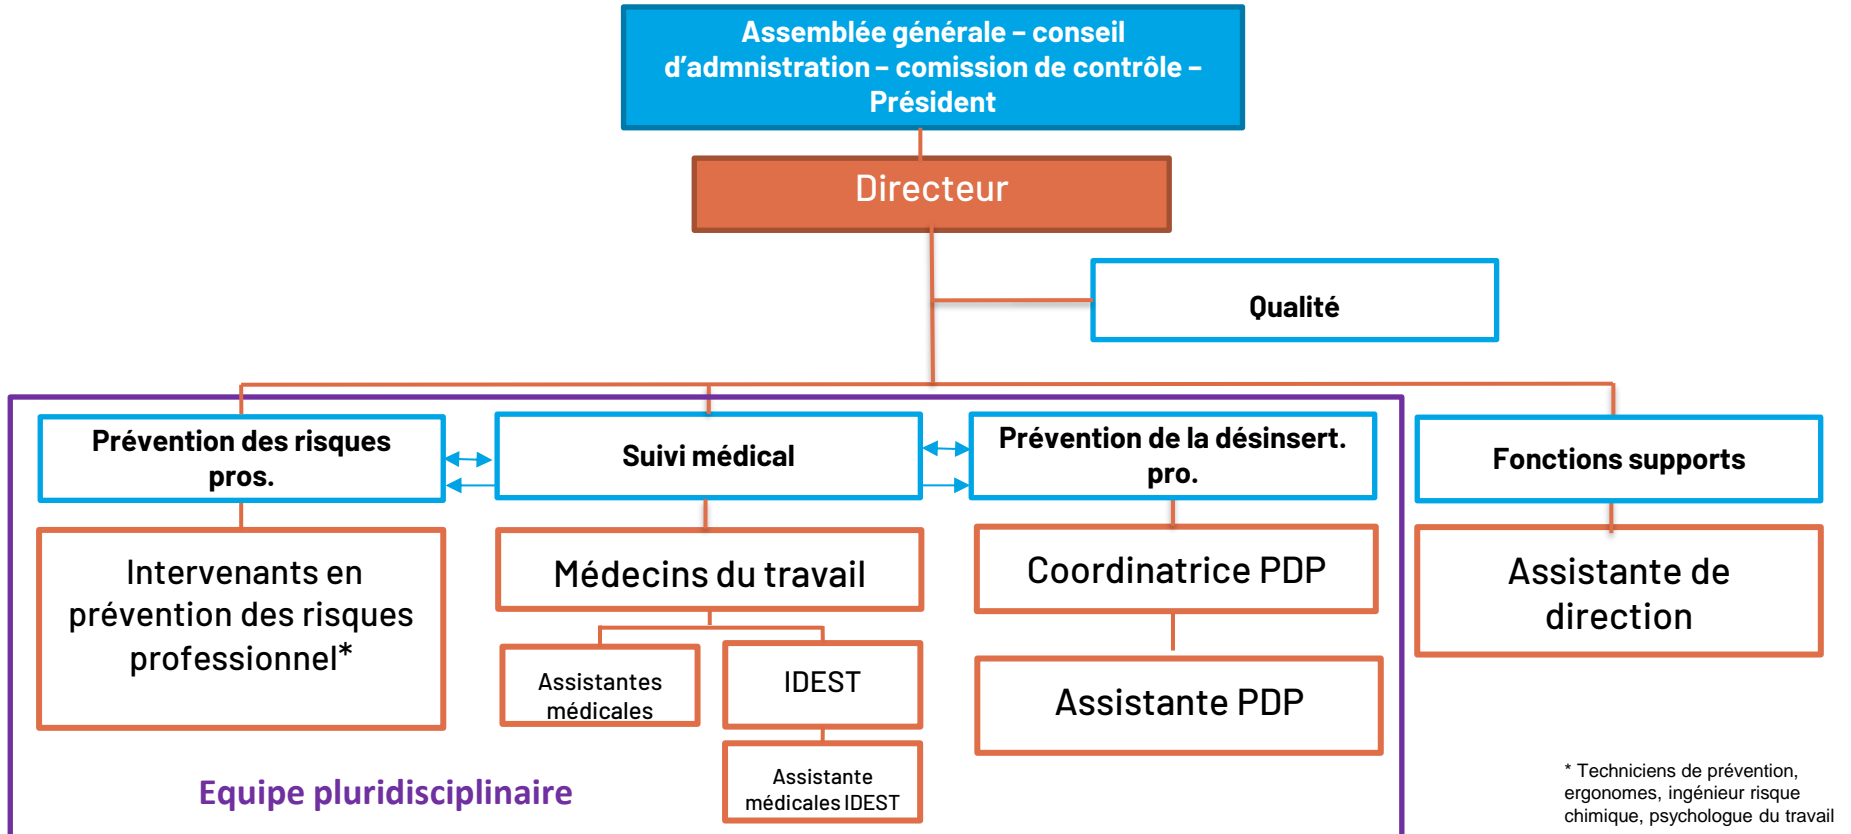 Assemblée générale – conseil
d'admnistration – comission de contrôle –
Président
Directeur
Qualité
Prévention des risques
pros.
Suivi médical
Prévention de la désinsert.
pro.
Fonctions supports
Intervenants en
prévention des risques
professionnel*
Médecins du travail
Coordinatrice PDP
Assistante de
direction
Assistantes
médicales
IDEST
Assistante PDP
Assistante
médicales IDEST
Equipe pluridisciplinaire
* Techniciens de prévention,
ergonomes, ingénieur risque
chimique, psychologue du travail